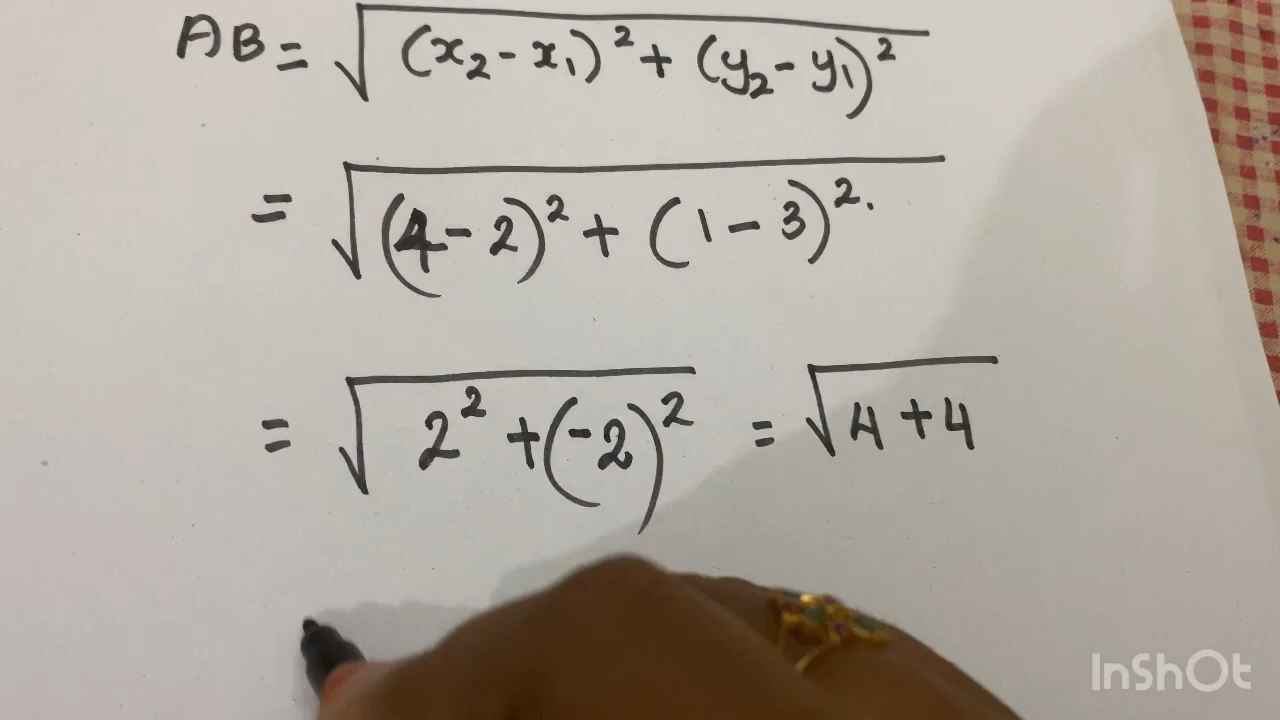 AB = √(x₂ - x₁)² + (y₂ - y₁)²
= √(4 - 2)² + (1 - 3)².
= √2² + (-2)² = √4 + 4
InShOt